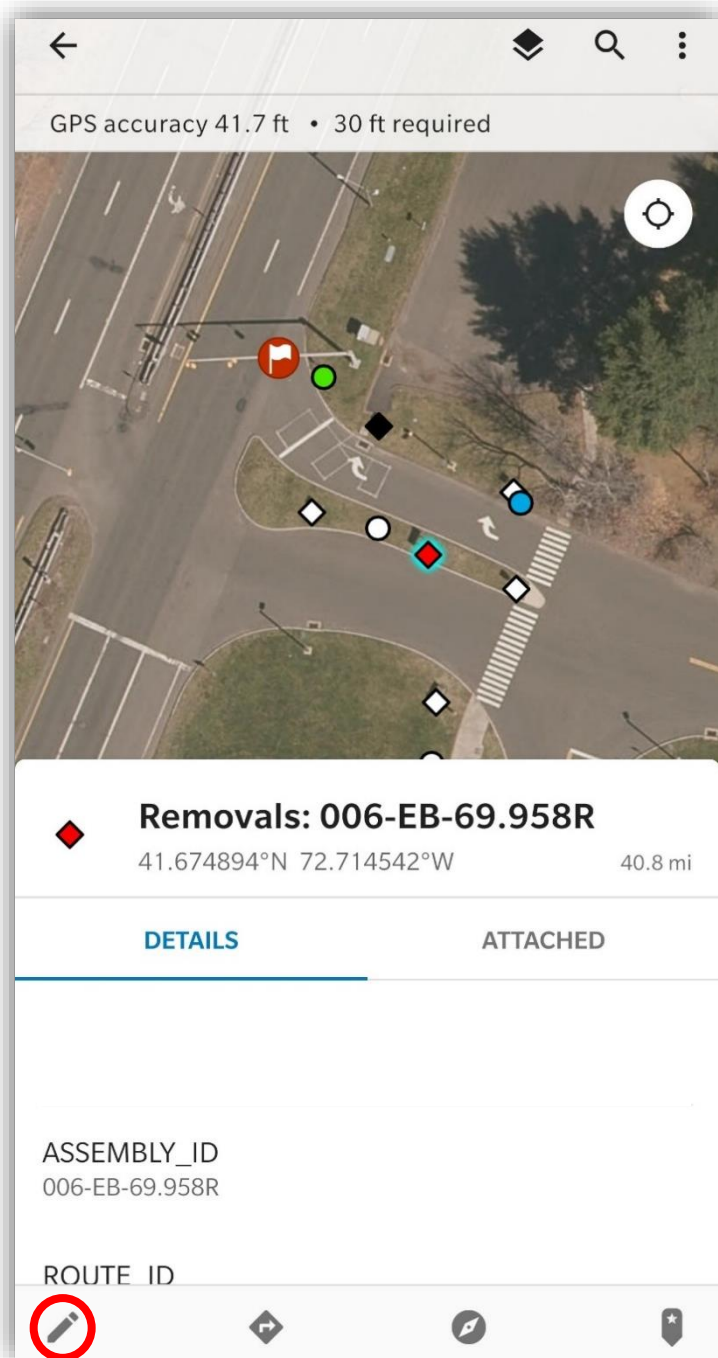 GPS accuracy 41.7 ft • 30 ft required
Removals: 006-EB-69.958R
41.674894°N 72.714542°W 40.8 mi
DETAILS ATTACHED
ASSEMBLY_ID
006-EB-69.958R
ROUTE_ID